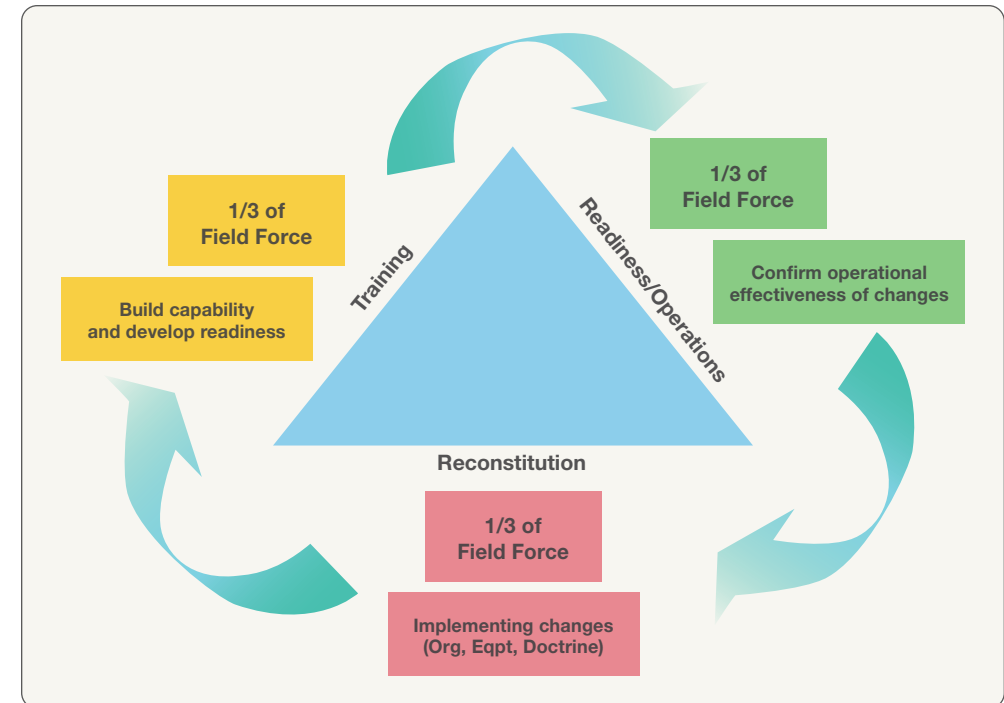 1/3 of
Field Force
Build capability
and develop readiness
Training
Readiness/Operations
1/3 of
Field Force
Confirm operational
effectiveness of changes
Reconstitution
1/3 of
Field Force
Implementing changes
(Org, Eqpt, Doctrine)